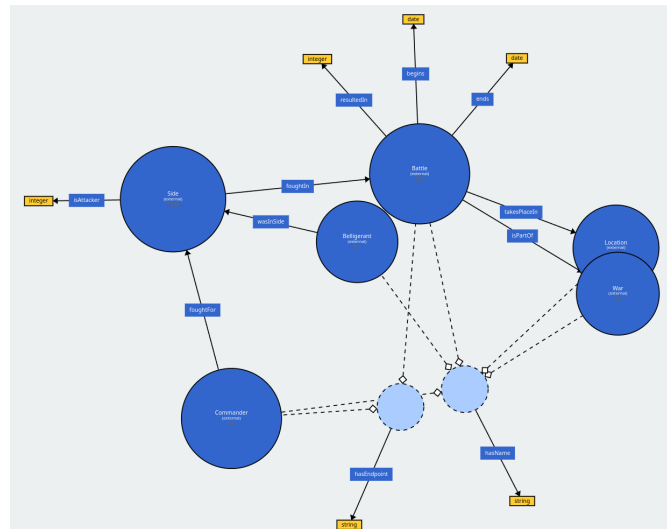 date
integer
date
begins
resultedIn
ends
Battle
(external)
foughtIn
Side
(external)
isAttacker
integer
wasInSide
takesPlaceIn
isPartOf
Belligerant
(external)
Location
(external)
War
(external)
foughtFor
Commander
(external)
hasEndpoint
hasName
string
string